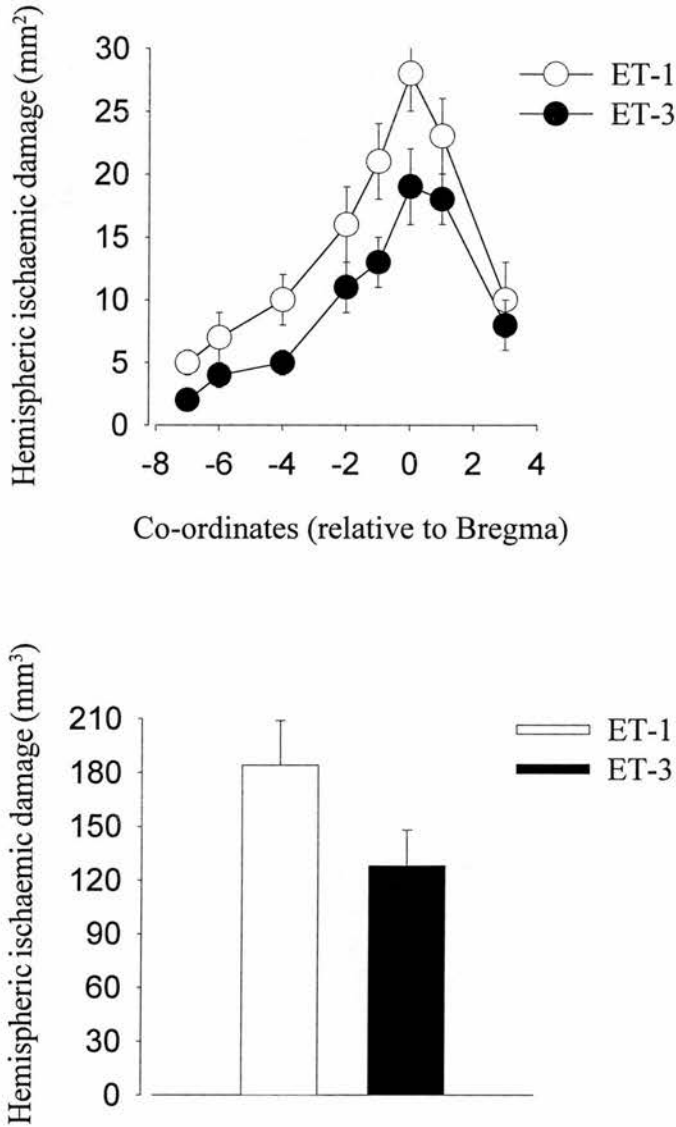 Hemispheric ischaemic damage (mm²)
30
25
20
15
10
5
0
-8 -6 -4 -2 0 2 4
Co-ordinates (relative to Bregma)
ET-1
ET-3
Hemispheric ischaemic damage (mm³)
210
180
150
120
90
60
30
0
ET-1
ET-3